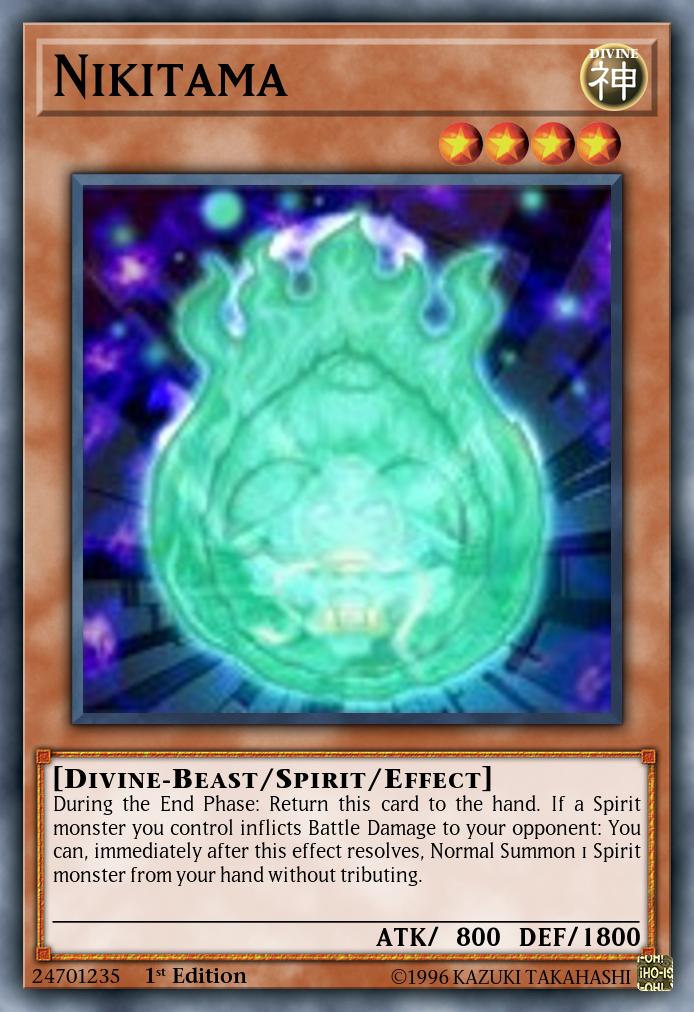 NIKITAMA
DIVINE
神
[DIVINE-BEAST/SPIRIT/EFFECT]
During the End Phase: Return this card to the hand. If a Spirit
monster you control inflicts Battle Damage to your opponent: You
can, immediately after this effect resolves, Normal Summon 1 Spirit
monster from your hand without tributing.
ATK/ 800 DEF/1800
24701235 1st Edition ©1996 KAZUKI TAKAHASHI